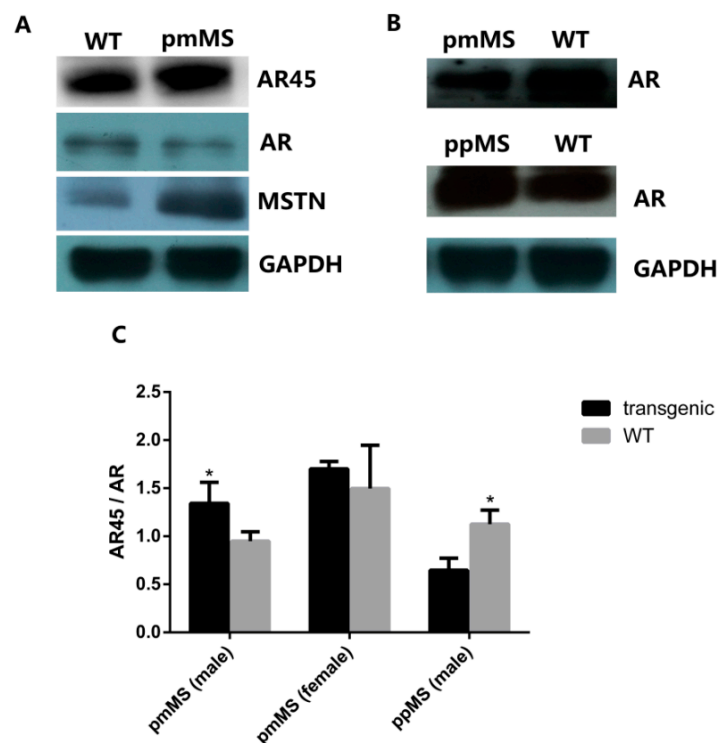 A
WT pmMS
AR45
AR
MSTN
GAPDH
B
pmMS WT
AR
ppMS WT
AR
GAPDH
C
2.5
2.0
1.5
1.0
0.5
0.0
AR45 / AR
* *
pmMS (male)
pmMS (female)
ppMS (male)
transgenic
WT